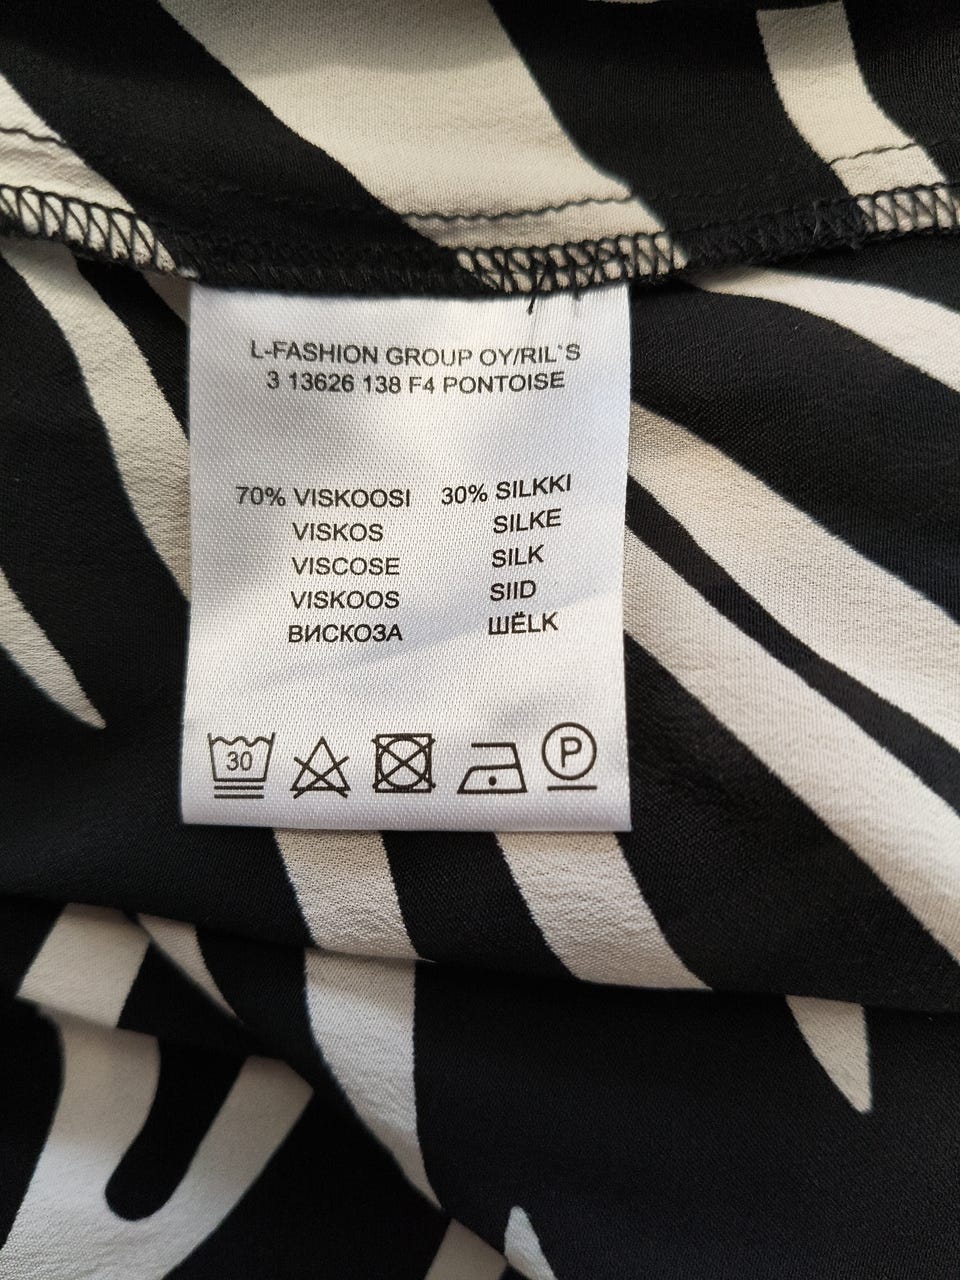 L-FASHION GROUP OY/RIL`S
3 13626 138 F4 PONTOISE
70% VISKOOSI 30% SILKKI
VISKOS SILKE
VISCOSE SILK
VISKOOS SIID
ВИСКОЗА ШЁLK
30
P